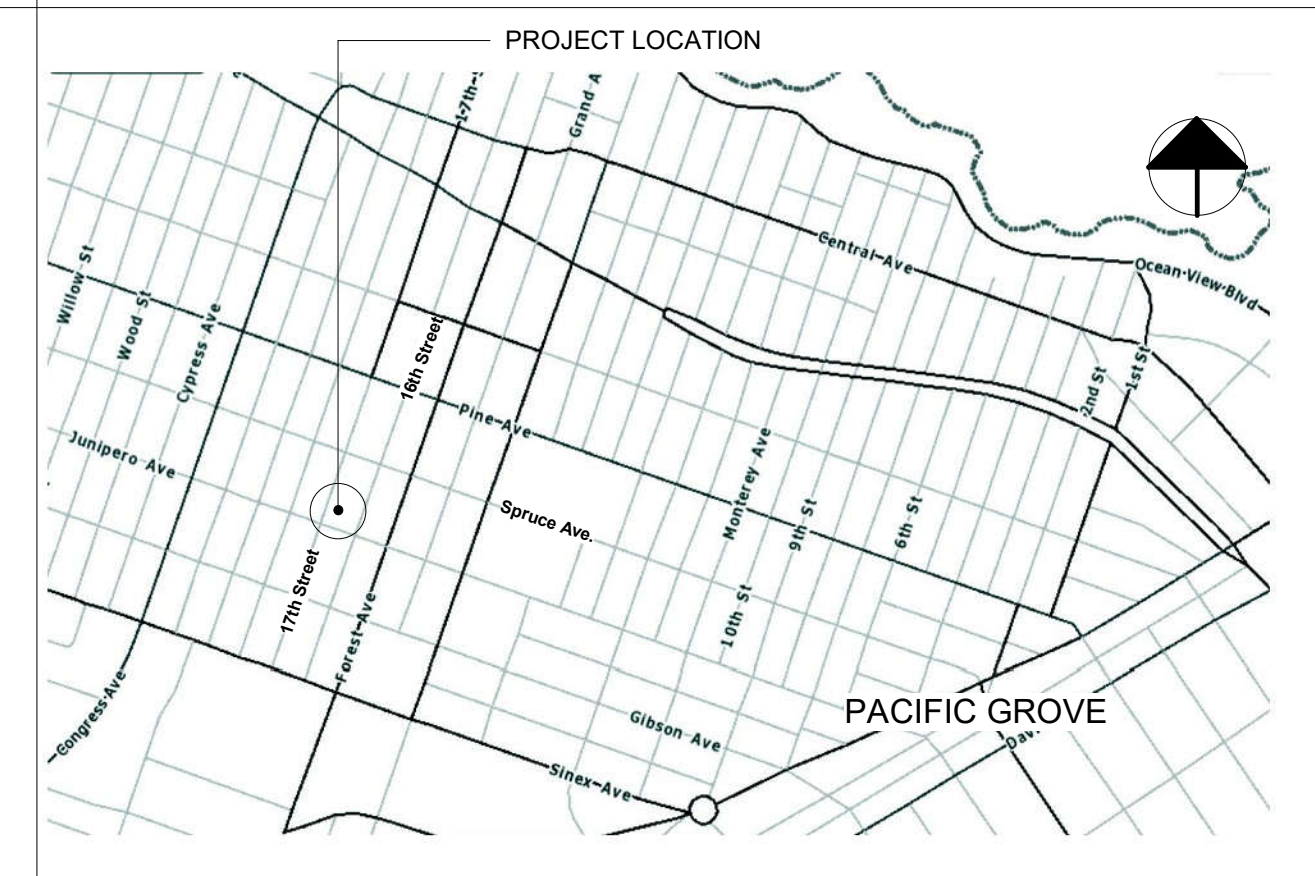 PROJECT LOCATION
Grand A
Central Ave
Ocean View Blvd
Willow St
Wood St
Cypress Ave
16th Street
Pine Ave
2nd St
1st St
Junipero Ave
Spruce Ave.
Monterey Ave
9th St
6th St
17th Street
Forest Ave
10th St
Congress Ave
Gibson Ave
PACIFIC GROVE
Sinex Ave